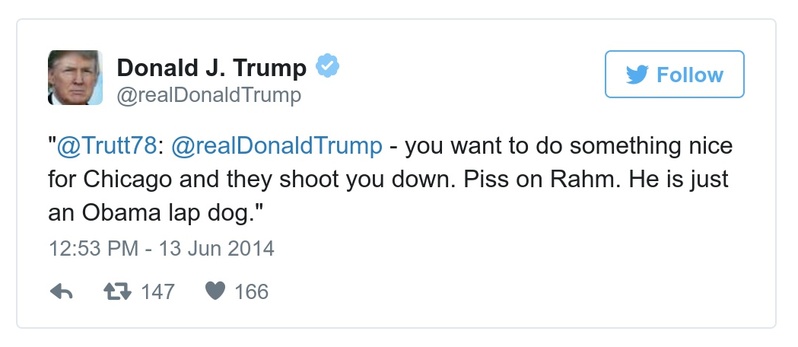 Donald J. Trump
@realDonaldTrump
Follow
"@Trutt78: @realDonaldTrump - you want to do something nice
for Chicago and they shoot you down. Piss on Rahm. He is just
an Obama lap dog."
12:53 PM - 13 Jun 2014
147 166